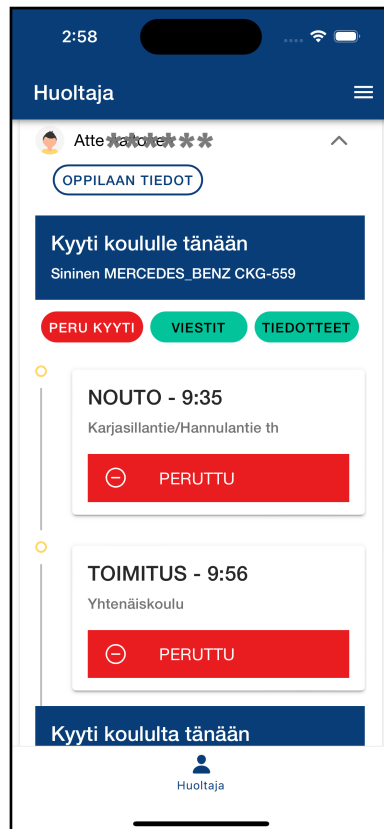 2:58
Huoltaja
Atte
OPPILAAN TIEDOT
Kyyti koululle tänään
Sininen MERCEDES_BENZ CKG-559
PERU KYYTI VIESTIT TIEDOTTEET
NOUTO - 9:35
Karjasillantie/Hannulantie th
PERUTTU
TOIMITUS - 9:56
Yhtenäiskoulu
PERUTTU
Kyyti koululta tänään
Huoltaja